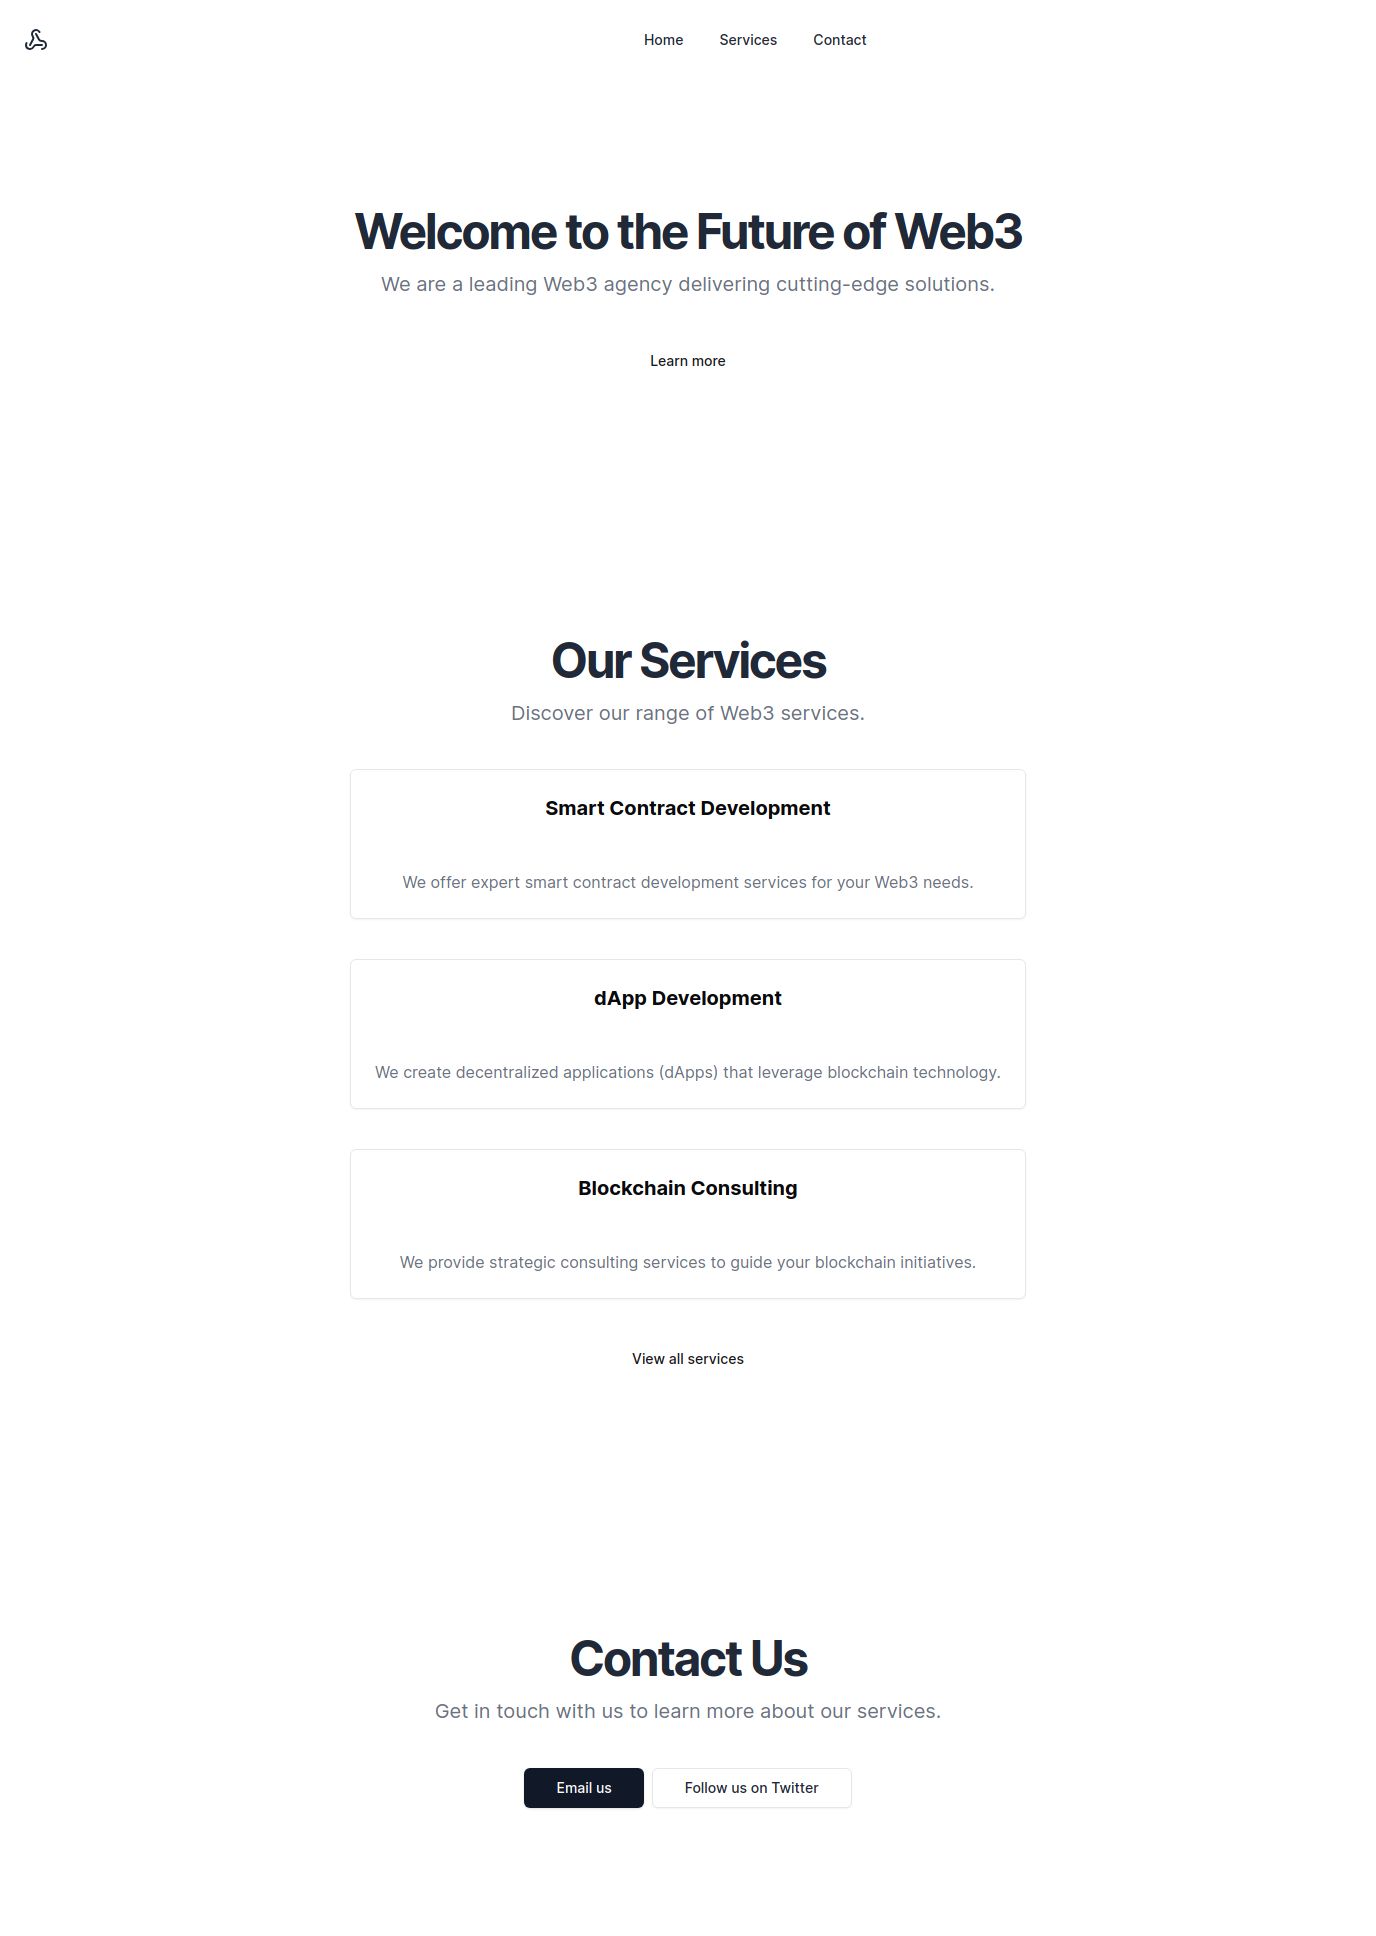 Home Services Contact
Welcome to the Future of Web3
We are a leading Web3 agency delivering cutting-edge solutions.
Learn more
Our Services
Discover our range of Web3 services.
Smart Contract Development
We offer expert smart contract development services for your Web3 needs.
dApp Development
We create decentralized applications (dApps) that leverage blockchain technology.
Blockchain Consulting
We provide strategic consulting services to guide your blockchain initiatives.
View all services
Contact Us
Get in touch with us to learn more about our services.
Email us Follow us on Twitter